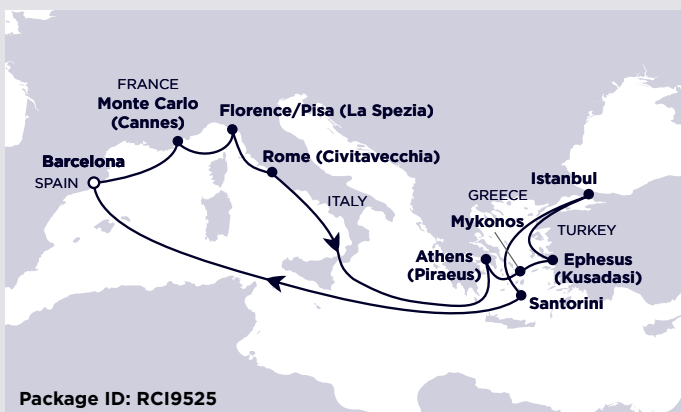 FRANCE
Monte Carlo
(Cannes)
Florence/Pisa (La Spezia)
Barcelona
SPAIN
Rome (Civitavecchia)
ITALY
Istanbul
GREECE
Mykonos
TURKEY
Athens
(Piraeus)
Ephesus
(Kusadasi)
Santorini
Package ID: RCI9525